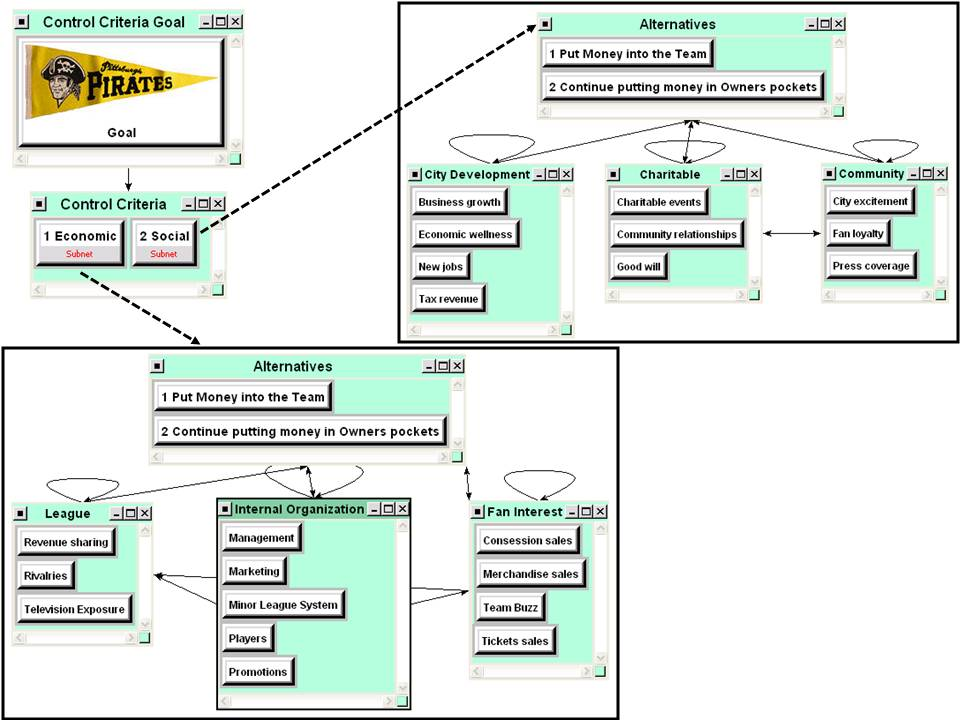 Control Criteria Goal
Pittsburgh
PIRATES
Goal
Control Criteria
1 Economic
Subnet
2 Social
Subnet
Alternatives
1 Put Money into the Team
2 Continue putting money in Owners pockets
City Development
Business growth
Economic wellness
New jobs
Tax revenue
Charitable
Charitable events
Community relationships
Good will
Community
City excitement
Fan loyalty
Press coverage
Alternatives
1 Put Money into the Team
2 Continue putting money in Owners pockets
League
Revenue sharing
Rivalries
Television Exposure
Internal Organization
Management
Marketing
Minor League System
Players
Promotions
Fan Interest
Consession sales
Merchandise sales
Team Buzz
Tickets sales